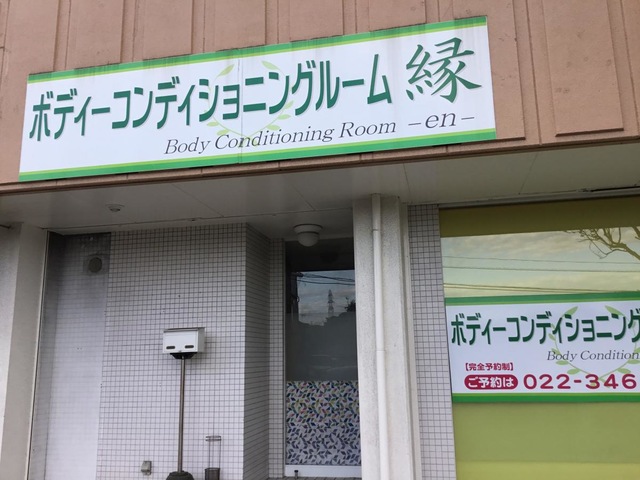 ボディーコンディショニングルーム 縁
Body Conditioning Room -en-
ボディーコンディショニング
Body Condition
【完全予約制】
ご予約は 022-346